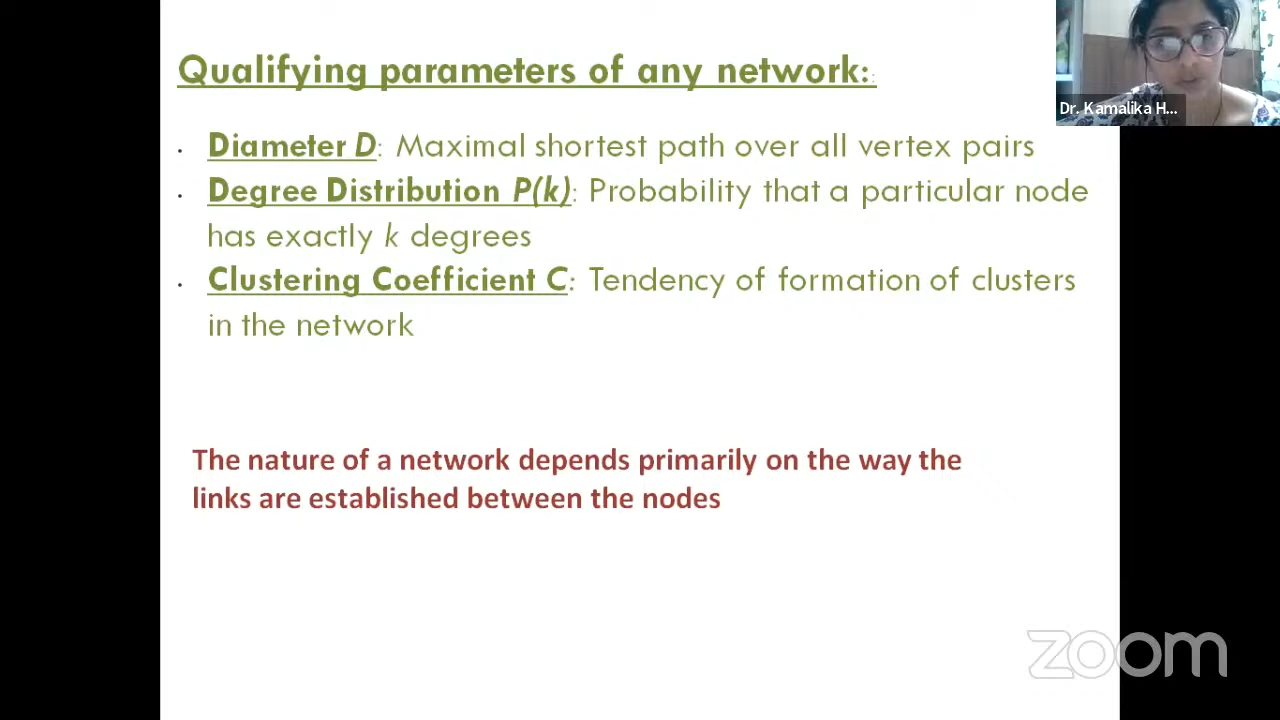 Qualifying parameters of any network:
Dr. Kamalika H...
• Diameter D: Maximal shortest path over all vertex pairs
• Degree Distribution P(k): Probability that a particular node
has exactly k degrees
• Clustering Coefficient C: Tendency of formation of clusters
in the network
The nature of a network depends primarily on the way the
links are established between the nodes
zoom